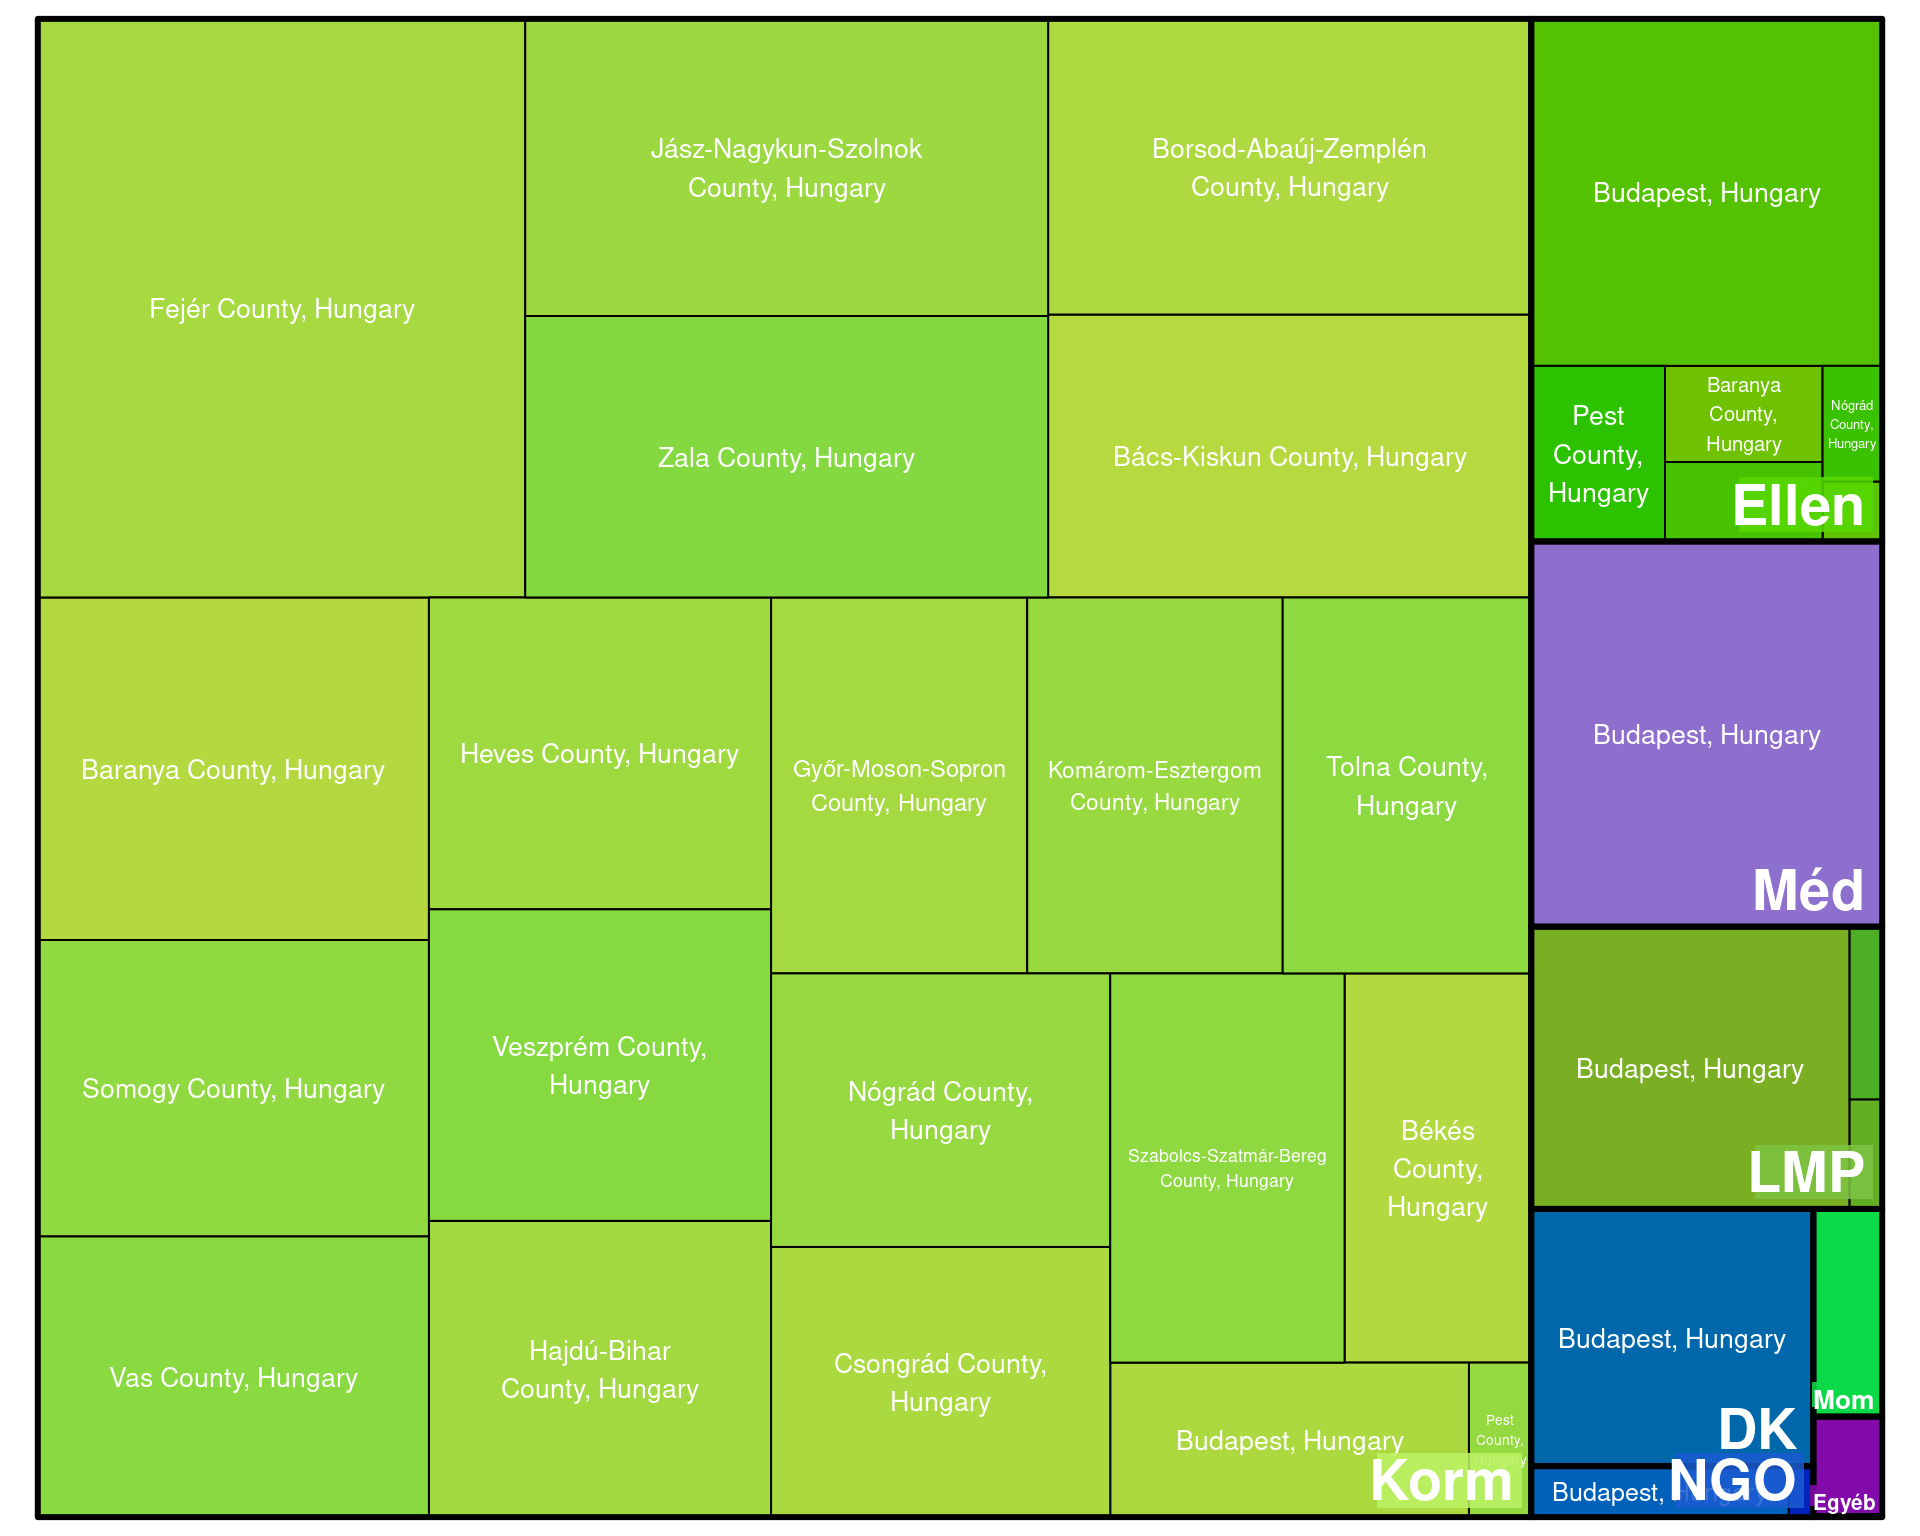 Fejér County, Hungary
Jász-Nagykun-Szolnok
County, Hungary
Borsod-Abaúj-Zemplén
County, Hungary
Zala County, Hungary
Bács-Kiskun County, Hungary
Baranya County, Hungary
Heves County, Hungary
Győr-Moson-Sopron
County, Hungary
Komárom-Esztergom
County, Hungary
Tolna County,
Hungary
Somogy County, Hungary
Veszprém County,
Hungary
Nógrád County,
Hungary
Szabolcs-Szatmár-Bereg
County, Hungary
Békés
County,
Hungary
Vas County, Hungary
Hajdú-Bihar
County, Hungary
Csongrád County,
Hungary
Budapest, Hungary
Pest
County,
Hungary
Korm
Budapest, Hungary
Pest
County,
Hungary
Baranya
County,
Hungary
Nógrád
County,
Hungary
Ellen
Budapest, Hungary
Méd
Budapest, Hungary
LMP
Budapest, Hungary
DK
Budapest, Hungary
NGO
Mom
Egyéb